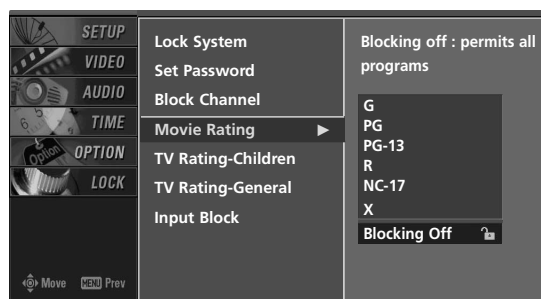 SETUP
VIDEO
AUDIO
TIME
OPTION
LOCK
Move MENU Prev
Lock System
Set Password
Block Channel
Movie Rating ►
TV Rating-Children
TV Rating-General
Input Block
Blocking off : permits all
programs
G
PG
PG-13
R
NC-17
X
Blocking Off